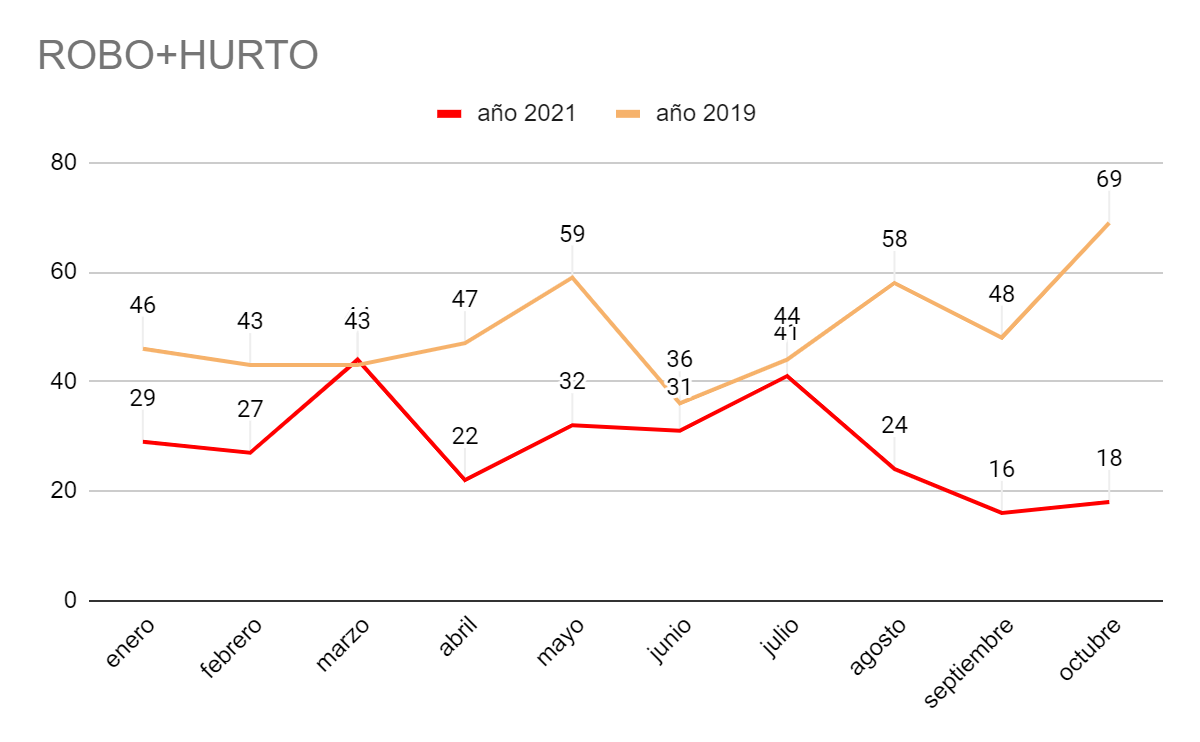 ROBO+HURTO
año 2021 año 2019
80
60
40
20
0
46 43 43 47 59 36 44 58 48 69
29 27 22 32 31 41 24 16 18
enero febrero marzo abril mayo junio julio agosto septiembre octubre